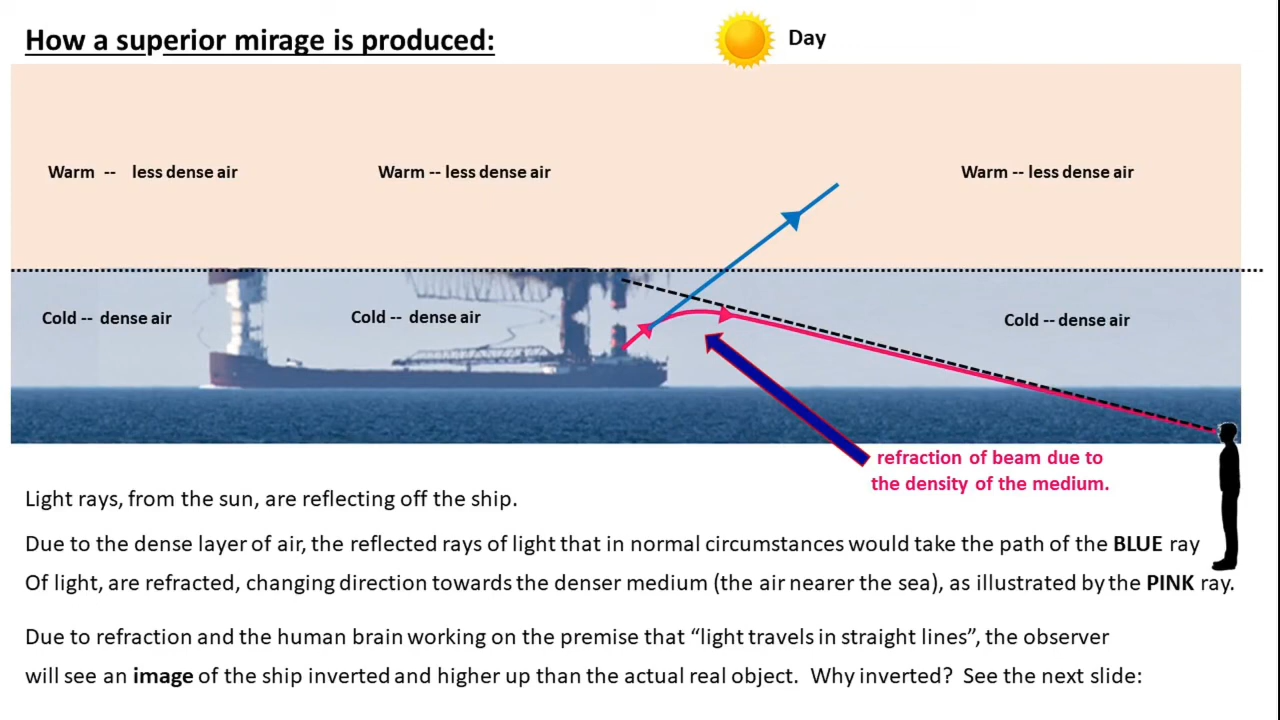 How a superior mirage is produced:
Day
Warm -- less dense air
Warm -- less dense air
Warm -- less dense air
Cold -- dense air
Cold -- dense air
Cold -- dense air
refraction of beam due to
the density of the medium.
Light rays, from the sun, are reflecting off the ship.
Due to the dense layer of air, the reflected rays of light that in normal circumstances would take the path of the BLUE ray
Of light, are refracted, changing direction towards the denser medium (the air nearer the sea), as illustrated by the PINK ray.
Due to refraction and the human brain working on the premise that “light travels in straight lines”, the observer
will see an image of the ship inverted and higher up than the actual real object. Why inverted? See the next slide: